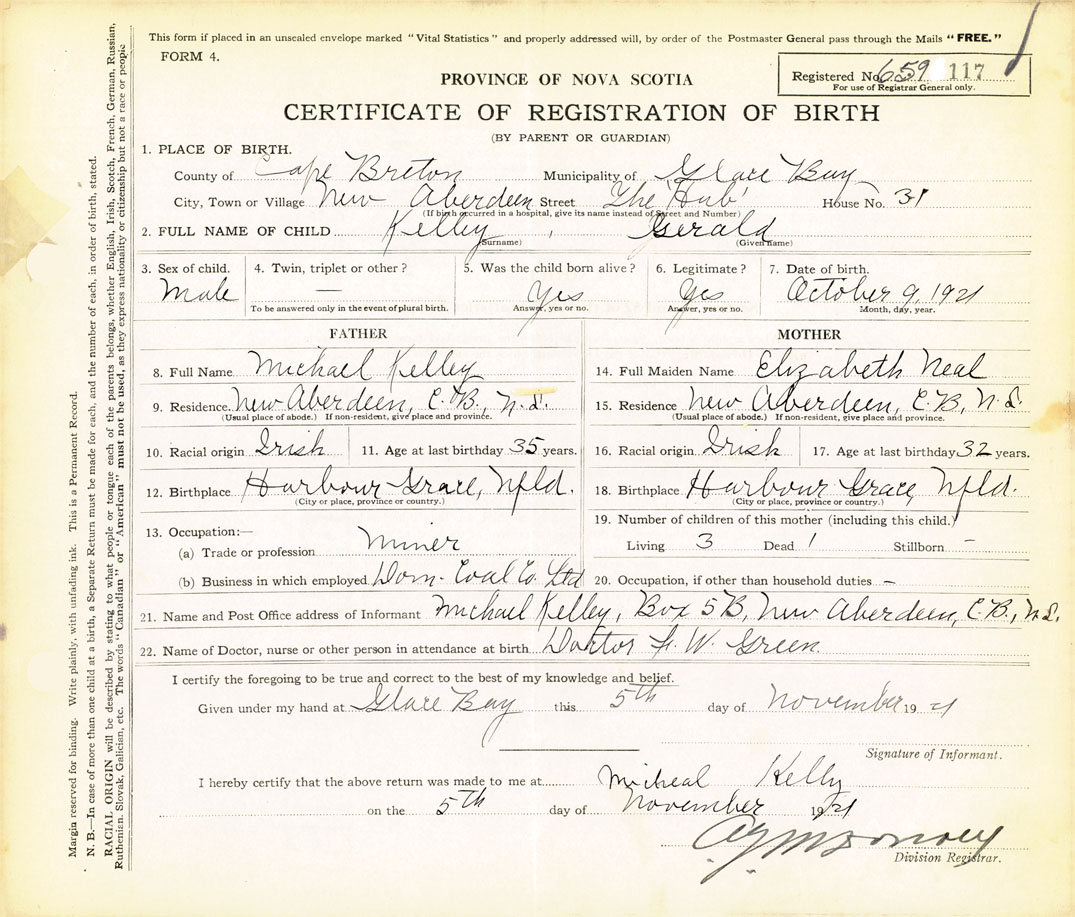 This form if placed in an unsealed envelope marked "Vital Statistics" and properly addressed will, by order of the Postmaster General pass through the Mails "FREE."
FORM 4.
Registered No. 659 117
For use of Registrar General only.
PROVINCE OF NOVA SCOTIA
CERTIFICATE OF REGISTRATION OF BIRTH
(BY PARENT OR GUARDIAN)
1. PLACE OF BIRTH.
County of Cape Breton Municipality of Glace Bay
City, Town or Village New Aberdeen Street The 'Hub' House No. 31
(If birth occurred in a hospital, give its name instead of Street and Number)
2. FULL NAME OF CHILD Kelley , Gerald
(Surname) (Given name)
3. Sex of child. 4. Twin, triplet or other? 5. Was the child born alive? 6. Legitimate? 7. Date of birth.
Male — Yes Yes October 9, 1921
To be answered only in the event of plural birth. Answer, yes or no. Answer, yes or no. Month, day, year.
FATHER
8. Full Name Michael Kelley
9. Residence New Aberdeen, C.B., N.S.
(Usual place of abode.) If non-resident, give place and province.
10. Racial origin Irish 11. Age at last birthday 35 years.
12. Birthplace Harbour Grace, Nfld.
(City or place, province or country.)
13. Occupation:—
(a) Trade or profession Miner
(b) Business in which employed Dom. Coal Co. Ltd
MOTHER
14. Full Maiden Name Elizabeth Neal
15. Residence New Aberdeen, C.B, N.S.
(Usual place of abode.) If non-resident, give place and province.
16. Racial origin Irish 17. Age at last birthday 32 years.
18. Birthplace Harbour Grace, Nfld.
(City or place, province or country.)
19. Number of children of this mother (including this child.)
Living 3 Dead 1 Stillborn -
20. Occupation, if other than household duties —
21. Name and Post Office address of Informant Michael Kelley, Box 5B, New Aberdeen, C.B., N.S.
22. Name of Doctor, nurse or other person in attendance at birth Doctor F. W. Green
I certify the foregoing to be true and correct to the best of my knowledge and belief.
Given under my hand at Glace Bay this 5th day of November 1921
Signature of Informant.
I hereby certify that the above return was made to me at Micheal Kelly
on the 5th day of November 1921
Division Registrar.
Margin reserved for binding. Write plainly, with unfading ink. This is a Permanent Record.
N. B.—In case of more than one child at a birth, a Separate Return must be made for each, and the number of each, in order of birth, stated.
RACIAL ORIGIN will be described by stating to what people or tongue each of the parents belongs, whether English, Irish, Scotch, French, German, Russian,
Ruthenian, Slovak, Galician, etc. The words "Canadian" or "American" must not be used, as they express nationality or citizenship but not a race or people